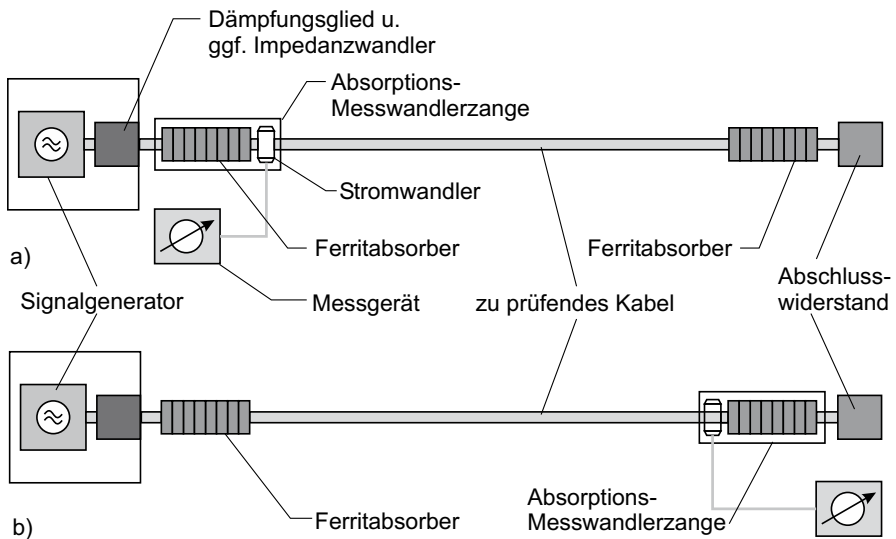 Dämpfungsglied u.
ggf. Impedanzwandler
Absorptions-
Messwandlerzange
Stromwandler
a)
Ferritabsorber
Ferritabsorber
Signalgenerator
Messgerät
zu prüfendes Kabel
Abschluss-
widerstand
Absorptions-
Messwandlerzange
Ferritabsorber
b)